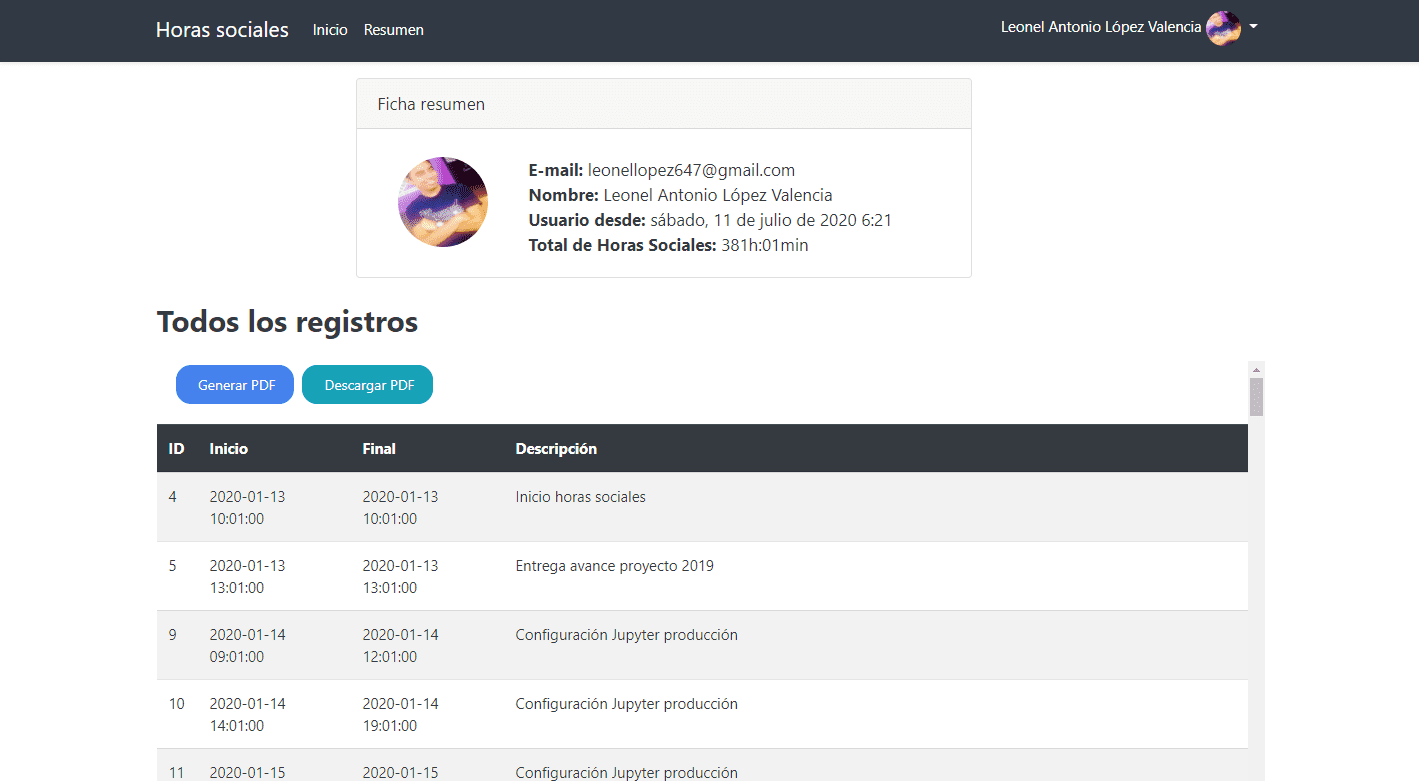 Horas sociales Inicio Resumen Leonel Antonio López Valencia
Ficha resumen
E-mail: leonellopez647@gmail.com
Nombre: Leonel Antonio López Valencia
Usuario desde: sábado, 11 de julio de 2020 6:21
Total de Horas Sociales: 381h:01min
Todos los registros
Generar PDF Descargar PDF
ID Inicio Final Descripción
4 2020-01-13 2020-01-13 Inicio horas sociales
10:01:00 10:01:00
5 2020-01-13 2020-01-13 Entrega avance proyecto 2019
13:01:00 13:01:00
9 2020-01-14 2020-01-14 Configuración Jupyter producción
09:01:00 12:01:00
10 2020-01-14 2020-01-14 Configuración Jupyter producción
14:01:00 19:01:00
11 2020-01-15 2020-01-15 Configuración Jupyter producción